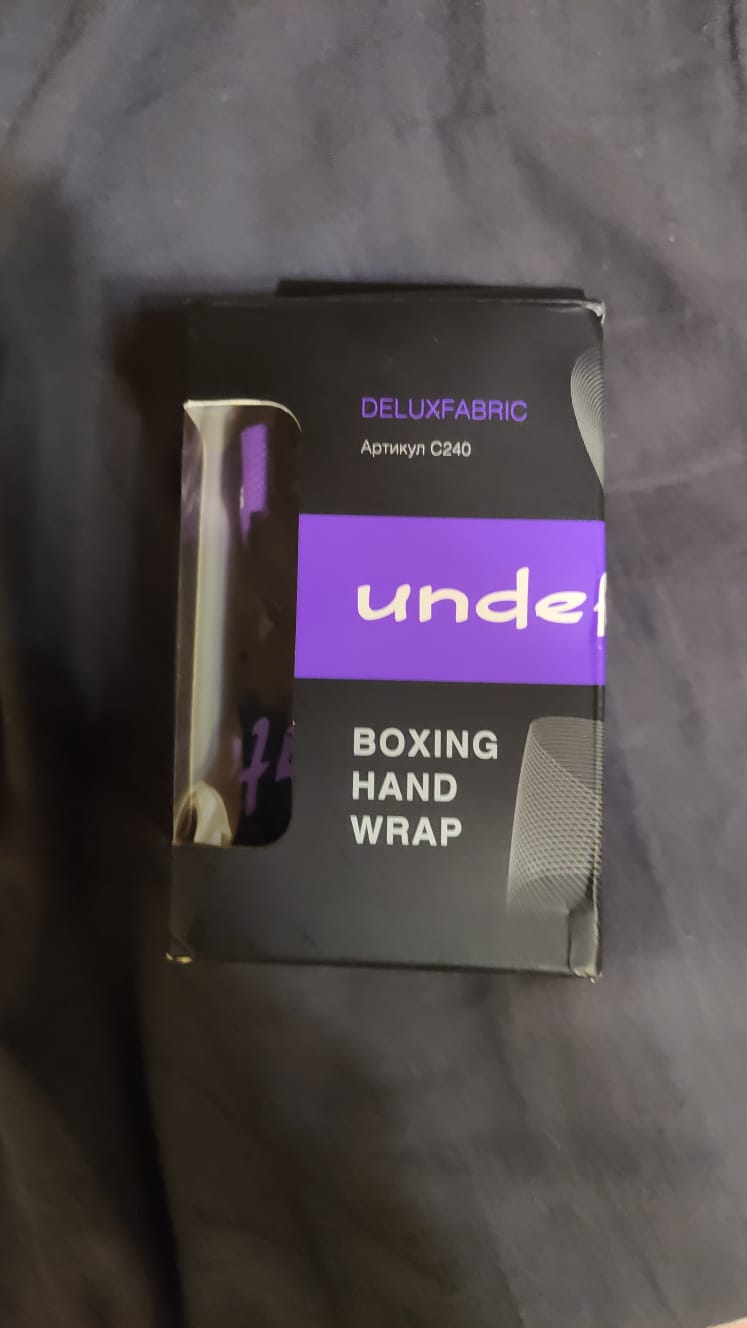 DELUXFABRIC
Артикул C240
undef
BOXING
HAND
WRAP